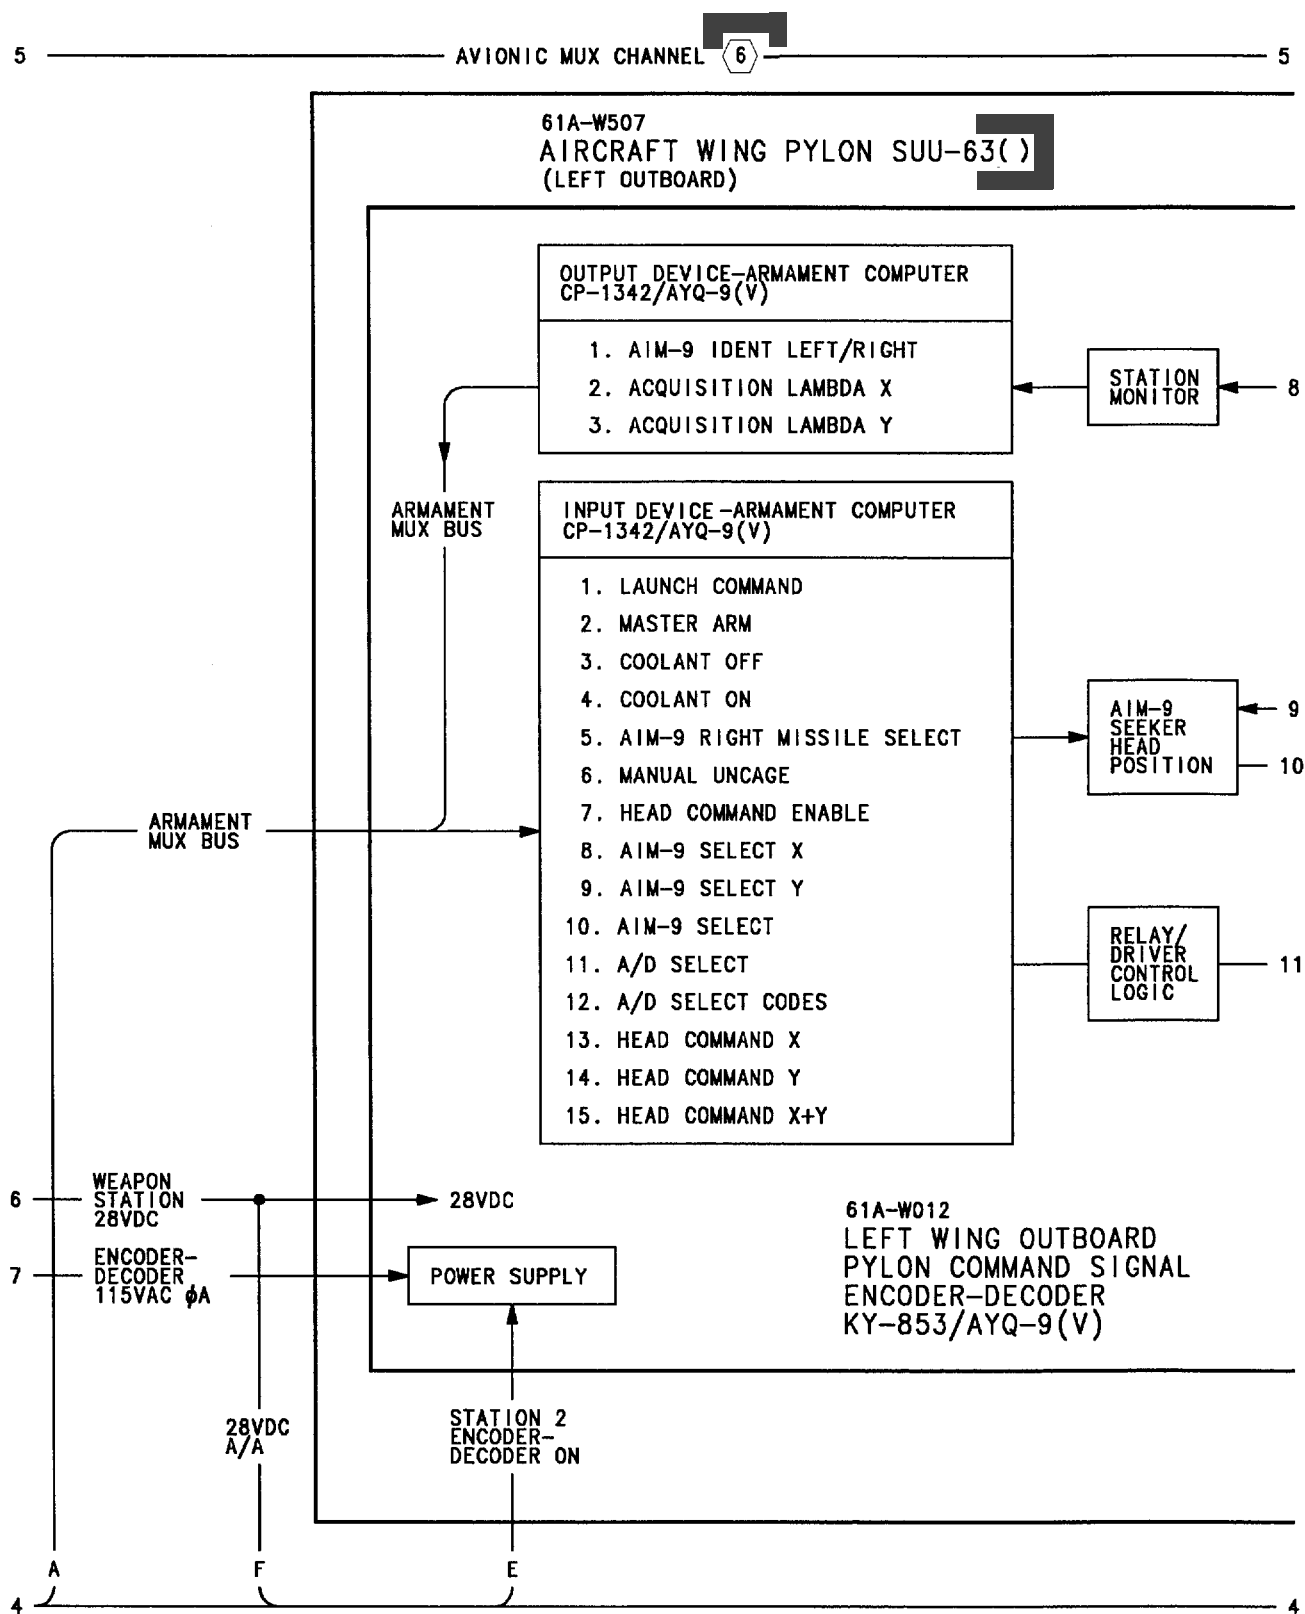 5 AVIONIC MUX CHANNEL 6 5
61A-W507
AIRCRAFT WING PYLON SUU-63( )
(LEFT OUTBOARD)
OUTPUT DEVICE-ARMAMENT COMPUTER
CP-1342/AYQ-9(V)
1. AIM-9 IDENT LEFT/RIGHT
2. ACQUISITION LAMBDA X
3. ACQUISITION LAMBDA Y
STATION
MONITOR
8
ARMAMENT
MUX BUS
INPUT DEVICE-ARMAMENT COMPUTER
CP-1342/AYQ-9(V)
1. LAUNCH COMMAND
2. MASTER ARM
3. COOLANT OFF
4. COOLANT ON
5. AIM-9 RIGHT MISSILE SELECT
6. MANUAL UNCAGE
7. HEAD COMMAND ENABLE
8. AIM-9 SELECT X
9. AIM-9 SELECT Y
10. AIM-9 SELECT
11. A/D SELECT
12. A/D SELECT CODES
13. HEAD COMMAND X
14. HEAD COMMAND Y
15. HEAD COMMAND X+Y
AIM-9
SEEKER
HEAD
POSITION
9
10
ARMAMENT
MUX BUS
RELAY/
DRIVER
CONTROL
LOGIC
11
6
WEAPON
STATION
28VDC
28VDC
7
ENCODER-
DECODER
115VAC ϕA
POWER SUPPLY
61A-W012
LEFT WING OUTBOARD
PYLON COMMAND SIGNAL
ENCODER-DECODER
KY-853/AYQ-9(V)
28VDC
A/A
STATION 2
ENCODER-
DECODER ON
A F E
4 4